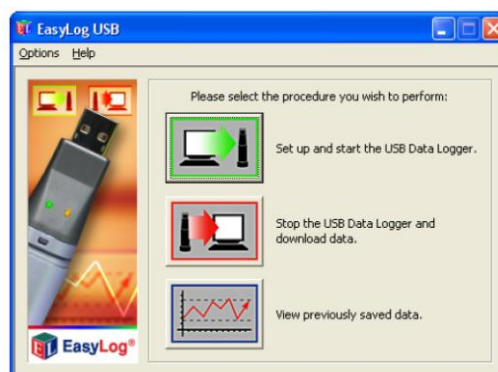 EasyLog USB
Options Help
Please select the procedure you wish to perform:
Set up and start the USB Data Logger.
Stop the USB Data Logger and
download data.
View previously saved data.
EL EasyLog®